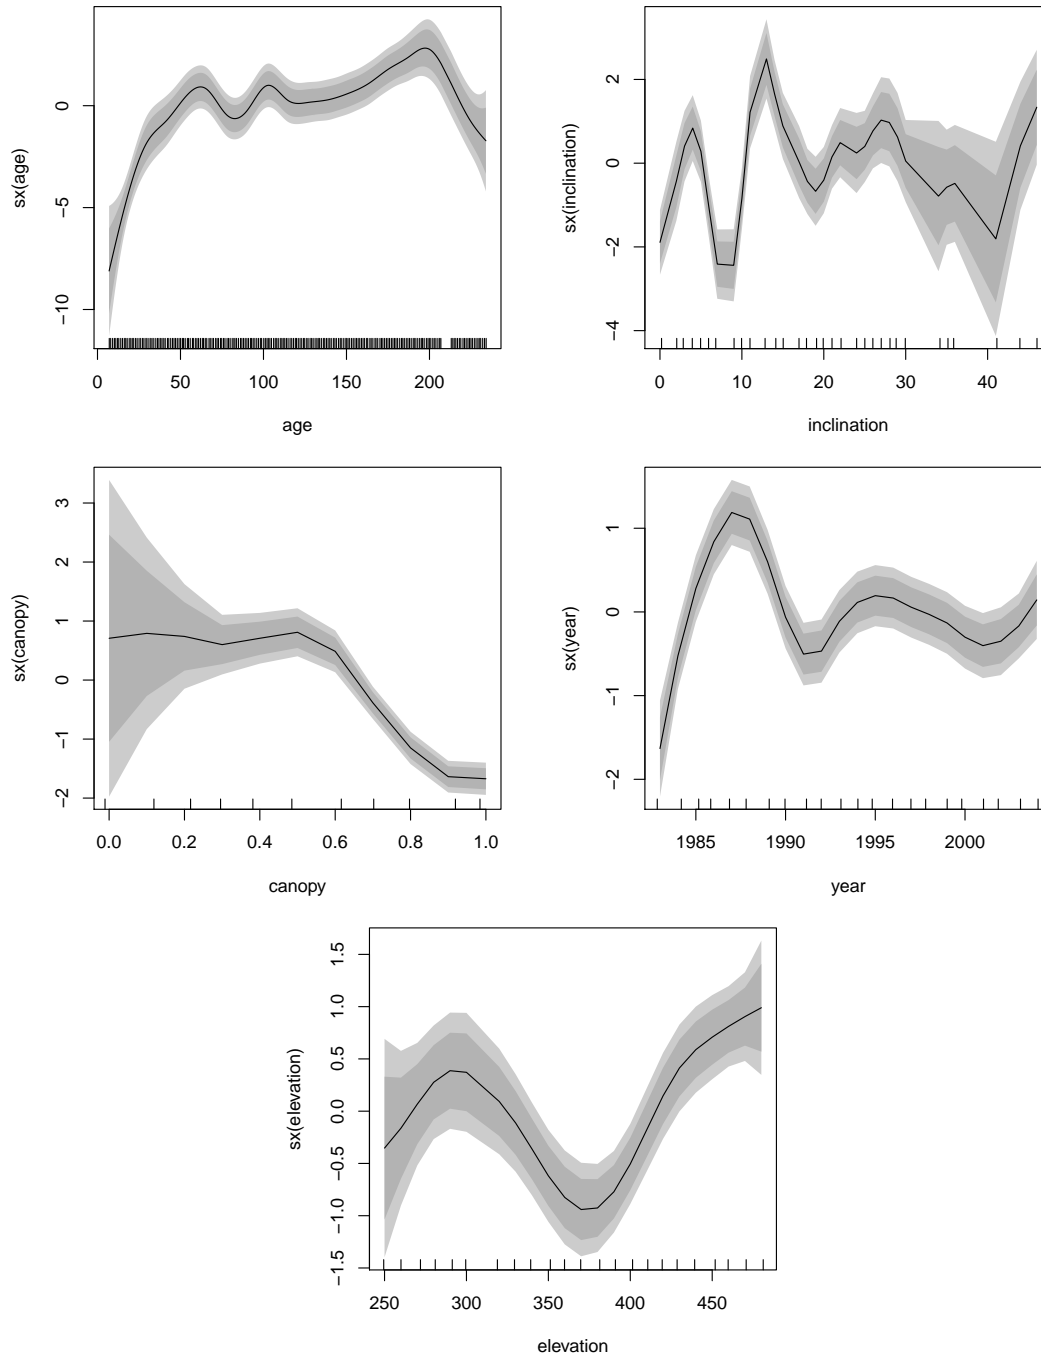 sx(age)
0
−5
−10
0 50 100 150 200
age
sx(inclination)
2
0
−2
−4
0 10 20 30 40
inclination
sx(canopy)
3
2
1
0
−1
−2
0.0 0.2 0.4 0.6 0.8 1.0
canopy
sx(year)
1
0
−1
−2
1985 1990 1995 2000
year
sx(elevation)
1.5
1.0
0.5
0.0
−0.5
−1.0
−1.5
250 300 350 400 450
elevation